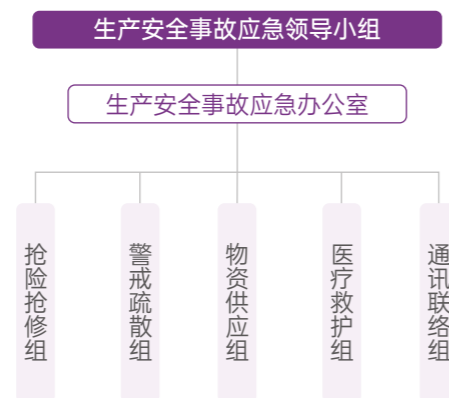 生产安全事故应急领导小组
生产安全事故应急办公室
抢险抢修组
警戒疏散组
物资供应组
医疗救护组
通讯联络组